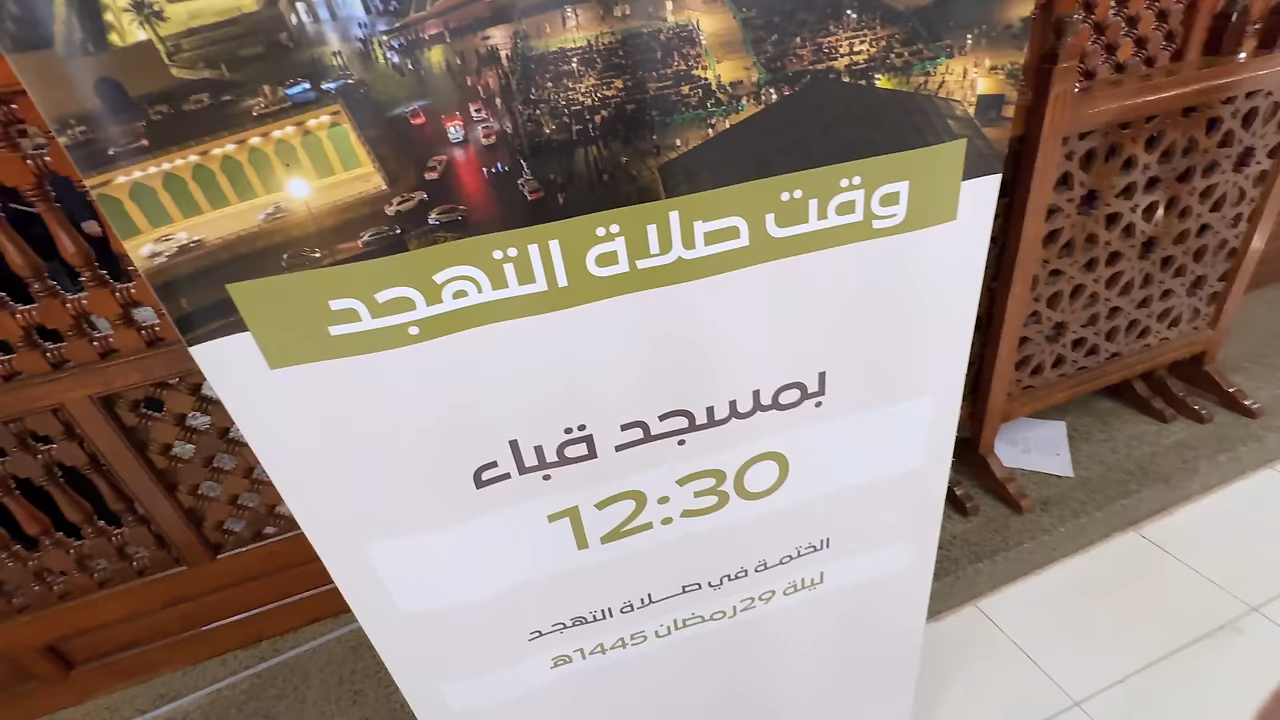 وقت صلاة التهجد
بمسجد قباء
12:30
الختمة في صلاة التهجد
ليلة 29 رمضان 1445هـ